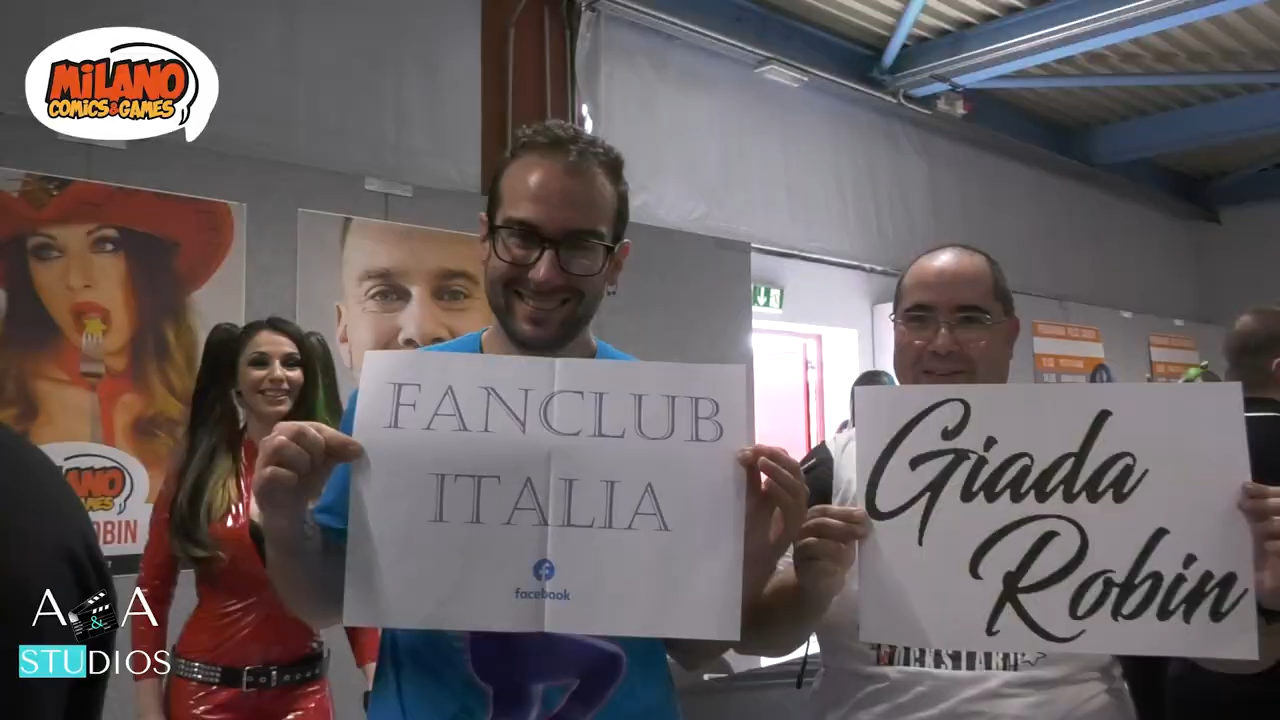 MiLANO
COMICS&GAMES
FANCLUB
ITALIA
facebook
Giada
Robin
A & A
STUDIOS